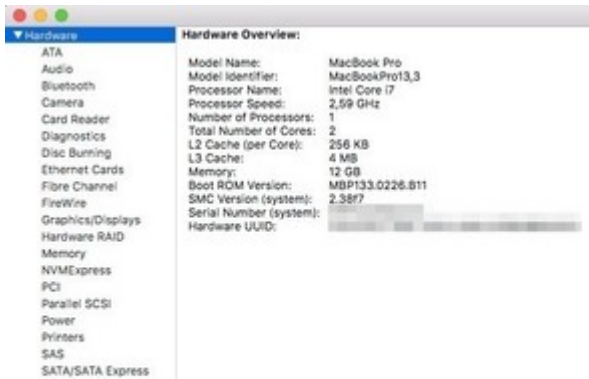 Hardware
ATA
Audio
Bluetooth
Camera
Card Reader
Diagnostics
Disc Burning
Ethernet Cards
Fibre Channel
FireWire
Graphics/Displays
Hardware RAID
Memory
NVMExpress
PCI
Parallel SCSI
Power
Printers
SAS
SATA/SATA Express
Hardware Overview:
Model Name: MacBook Pro
Model Identifier: MacBookPro13,3
Processor Name: Intel Core i7
Processor Speed: 2,59 GHz
Number of Processors: 1
Total Number of Cores: 2
L2 Cache (per Core): 256 KB
L3 Cache: 4 MB
Memory: 12 GB
Boot ROM Version: MBP133.0226.B11
SMC Version (system): 2.38f7
Serial Number (system):
Hardware UUID: